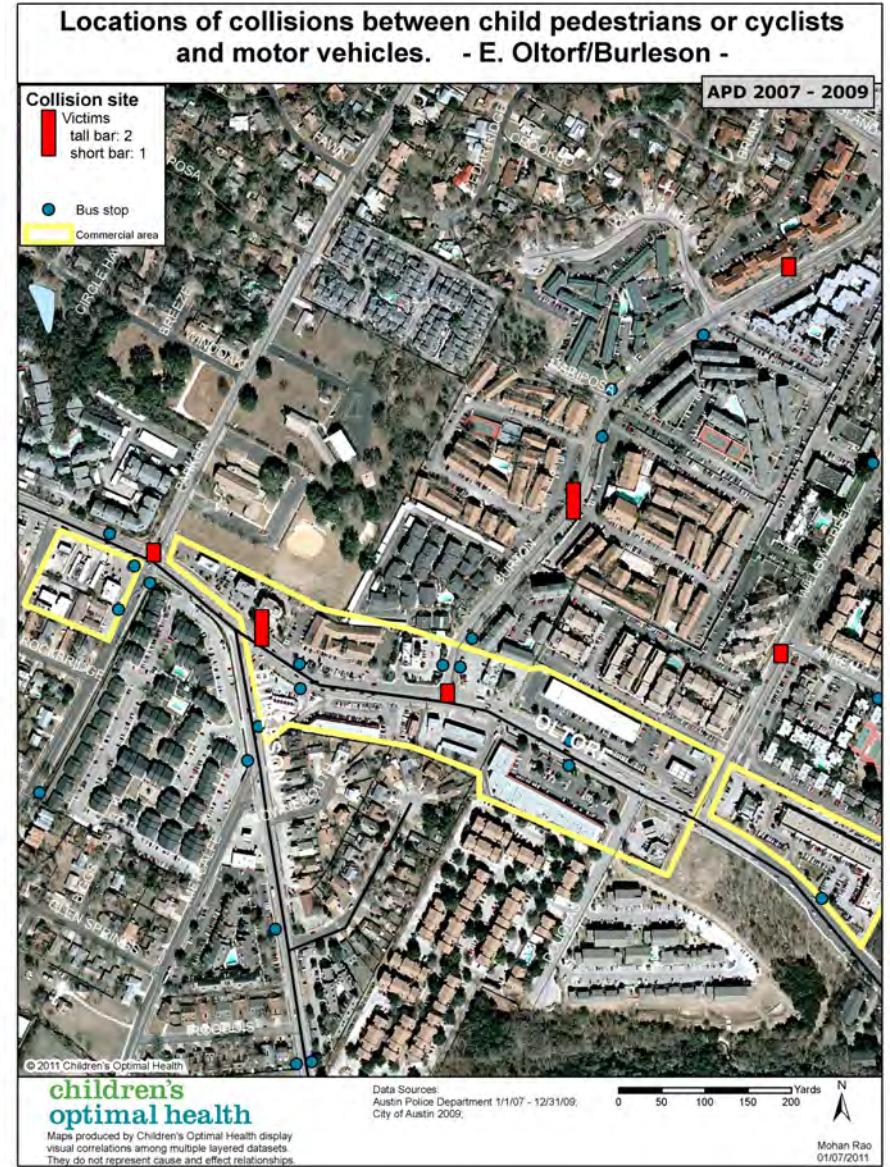 Locations of collisions between child pedestrians or cyclists
and motor vehicles.   - E. Oltorf/Burleson -
APD 2007 - 2009
Collision site
Victims
tall bar: 2
short bar: 1
Bus stop
Commercial area
FAWN
BREEZE
MARIPOSA
PARKER
BURTON
WILLOW CREEK
OLTORF
METCALF
GLEN SPRINGS
© 2011 Children's Optimal Health
children's
optimal health
Maps produced by Children's Optimal Health display
visual correlations among multiple layered datasets.
They do not represent cause and effect relationships.
Data Sources:
Austin Police Department 1/1/07 - 12/31/09;
City of Austin 2009;
Yards
0 50 100 150 200
N
Mohan Rao
01/07/2011